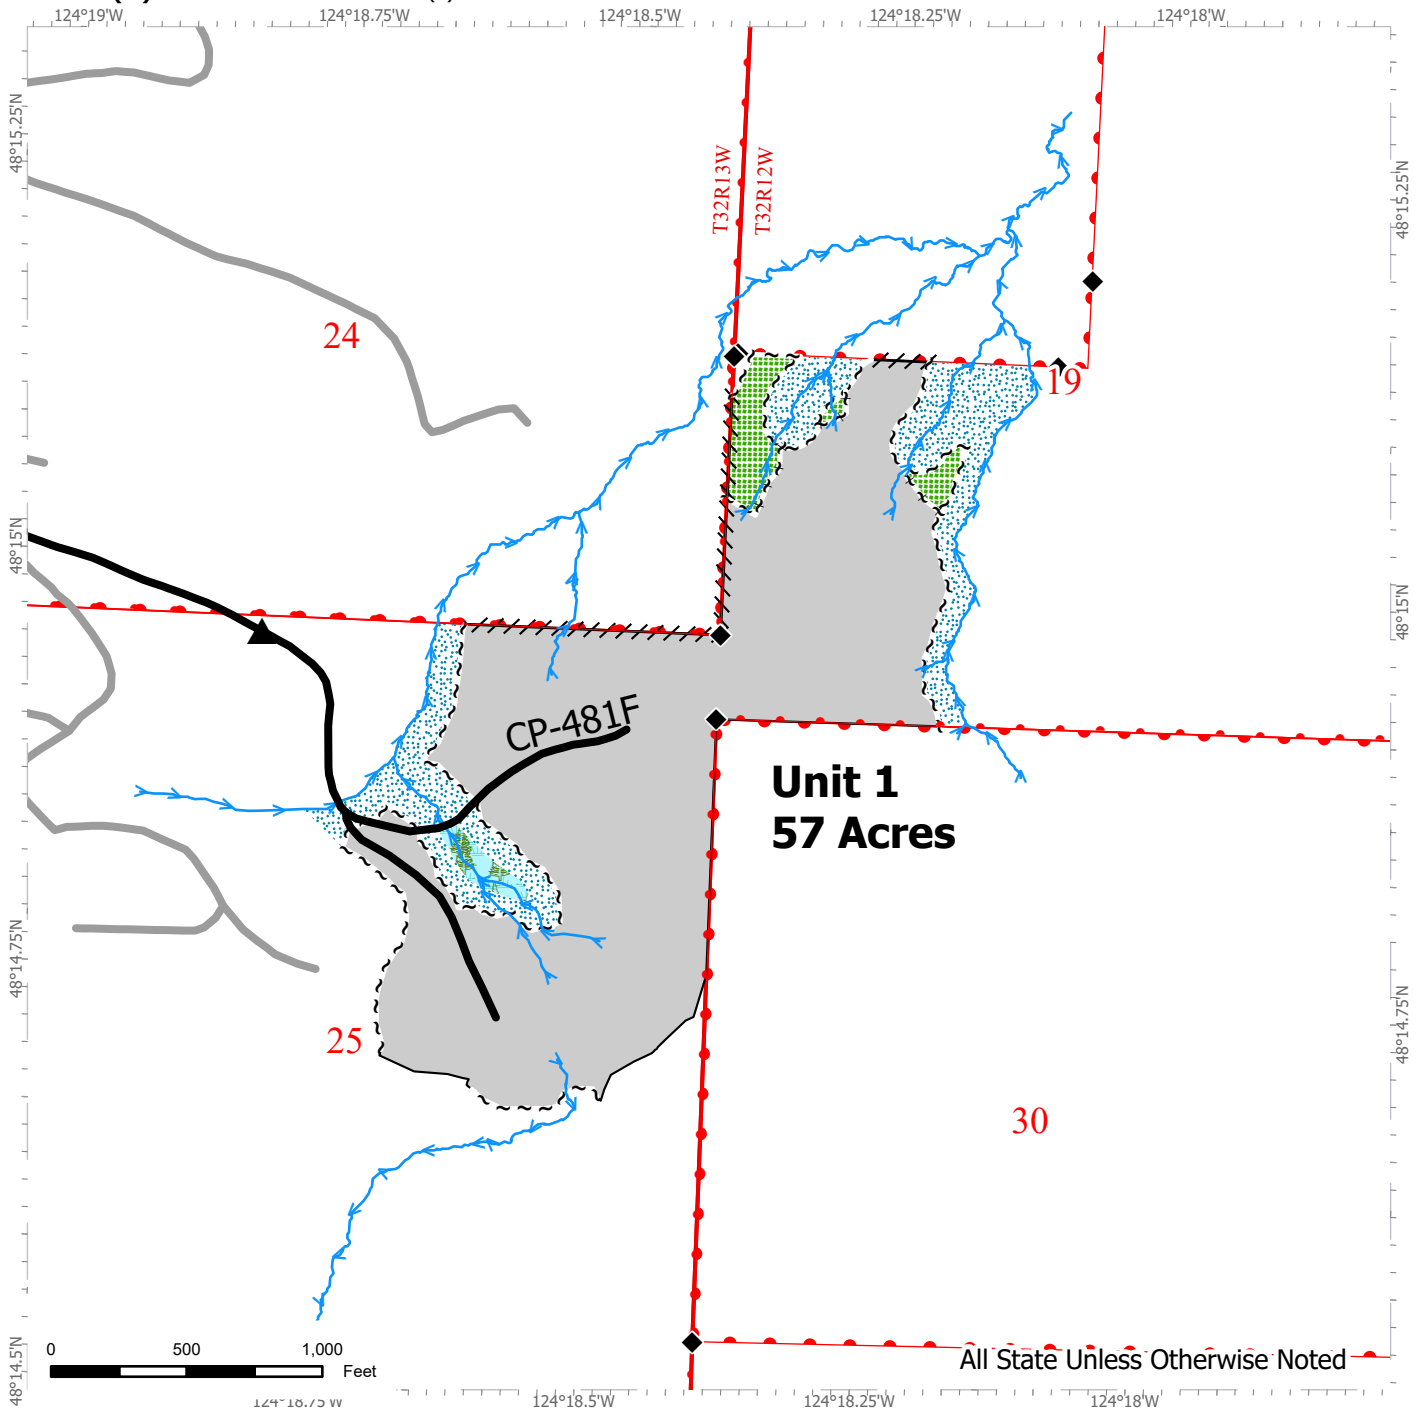 124°19'W 124°18.75'W 124°18.5'W 124°18.25'W 124°18'W
48°15.25'N
48°15.25'N
T32R13W
T32R12W
24
19
48°15'N
48°15'N
CP-481F
Unit 1
57 Acres
48°14.75'N
48°14.75'N
25
30
0 500 1,000
Feet
All State Unless Otherwise Noted
48°14.5'N
124°18.75'W 124°18.5'W 124°18.25'W 124°18'W